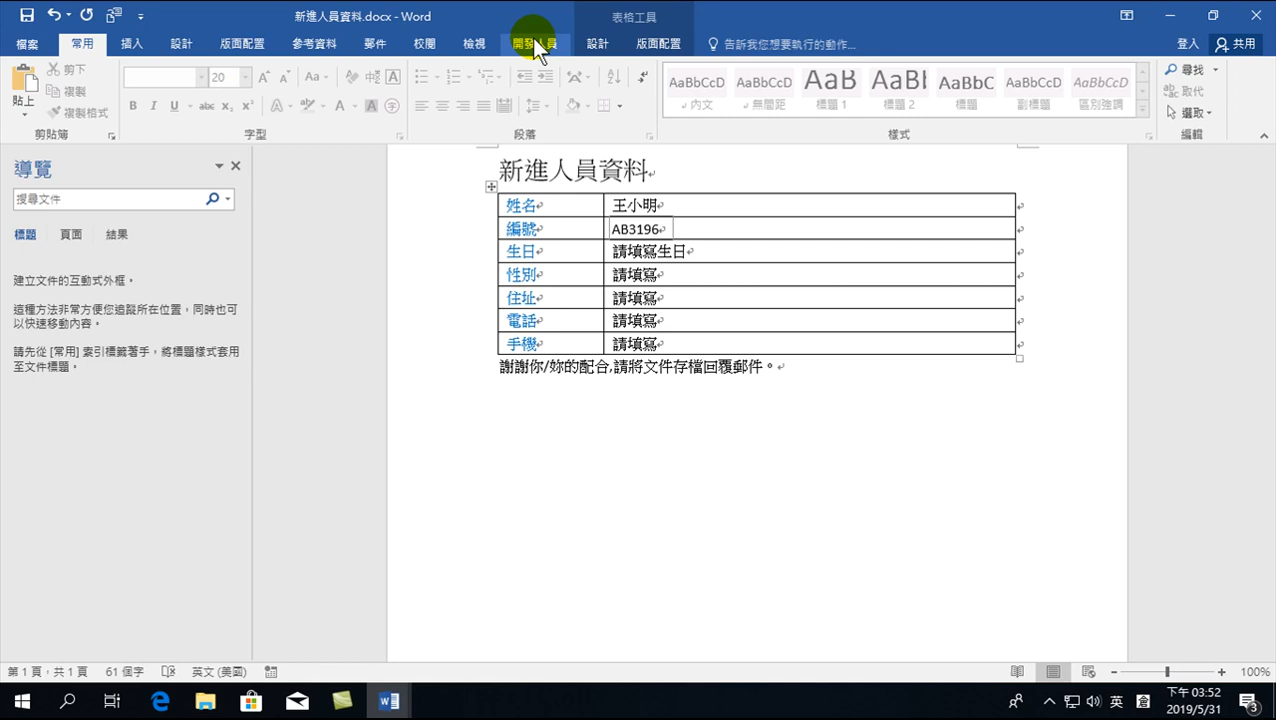 新進人員資料.docx - Word
表格工具
檔案 常用 插入 設計 版面配置 參考資料 郵件 校閱 檢視 開發人員 設計 版面配置 告訴我您想要執行的動作... 登入 共用
貼上 剪下 複製 複製格式
20
Aa
B I U abc x₂ x² A A A 字
AaBbCcD AaBbCcD AaBb AaBb( AaBbC AaBbCcD AaBbCcD
內文 無間距 標題 1 標題 2 標題 副標題 區別強調
尋找
取代
選取
剪貼簿 字型 段落 樣式 編輯
導覽
搜尋文件
標題 頁面 結果
建立文件的互動式外框。
這種方法非常方便您追蹤所在位置，同時也可
以快速移動內容。
請先從 [常用] 索引標籤著手，將標題樣式套用
至文件標題。
新進人員資料
姓名 王小明
編號 AB3196
生日 請填寫生日
性別 請填寫
住址 請填寫
電話 請填寫
手機 請填寫
謝謝你/妳的配合,請將文件存檔回覆郵件。
第 1 頁，共 1 頁 61 個字 英文 (美國) 100%
英 倉 下午 03:52
2019/5/31
3